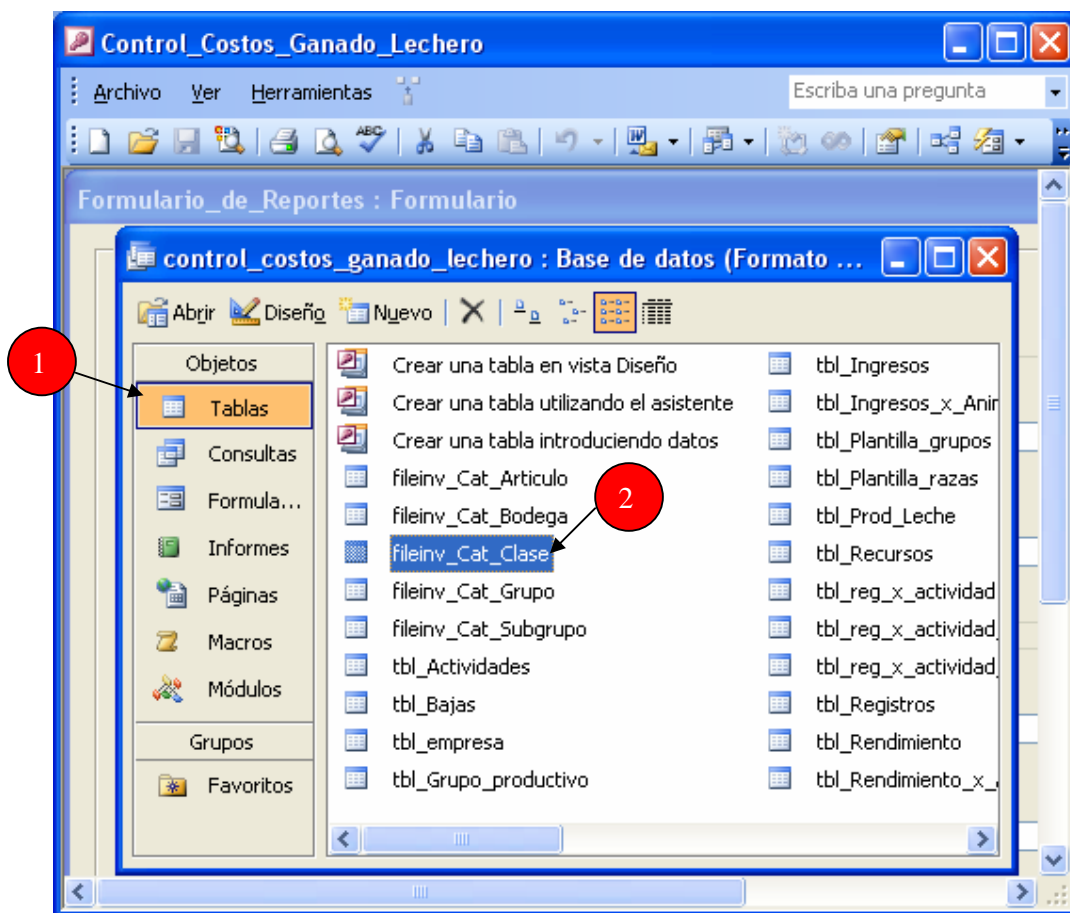 Control_Costos_Ganado_Lechero
Archivo Ver Herramientas Escriba una pregunta
Formulario_de_Reportes : Formulario
control_costos_ganado_lechero : Base de datos (Formato ...
Abrir Diseño Nuevo
1
Objetos
Tablas
Consultas
Formula...
Informes
Páginas
Macros
Módulos
Grupos
Favoritos
Crear una tabla en vista Diseño
Crear una tabla utilizando el asistente
Crear una tabla introduciendo datos
fileinv_Cat_Articulo
fileinv_Cat_Bodega
2
fileinv_Cat_Clase
fileinv_Cat_Grupo
fileinv_Cat_Subgrupo
tbl_Actividades
tbl_Bajas
tbl_empresa
tbl_Grupo_productivo
tbl_Ingresos
tbl_Ingresos_x_Anir
tbl_Plantilla_grupos
tbl_Plantilla_razas
tbl_Prod_Leche
tbl_Recursos
tbl_reg_x_actividad
tbl_reg_x_actividad_
tbl_reg_x_actividad_
tbl_Registros
tbl_Rendimiento
tbl_Rendimiento_x_